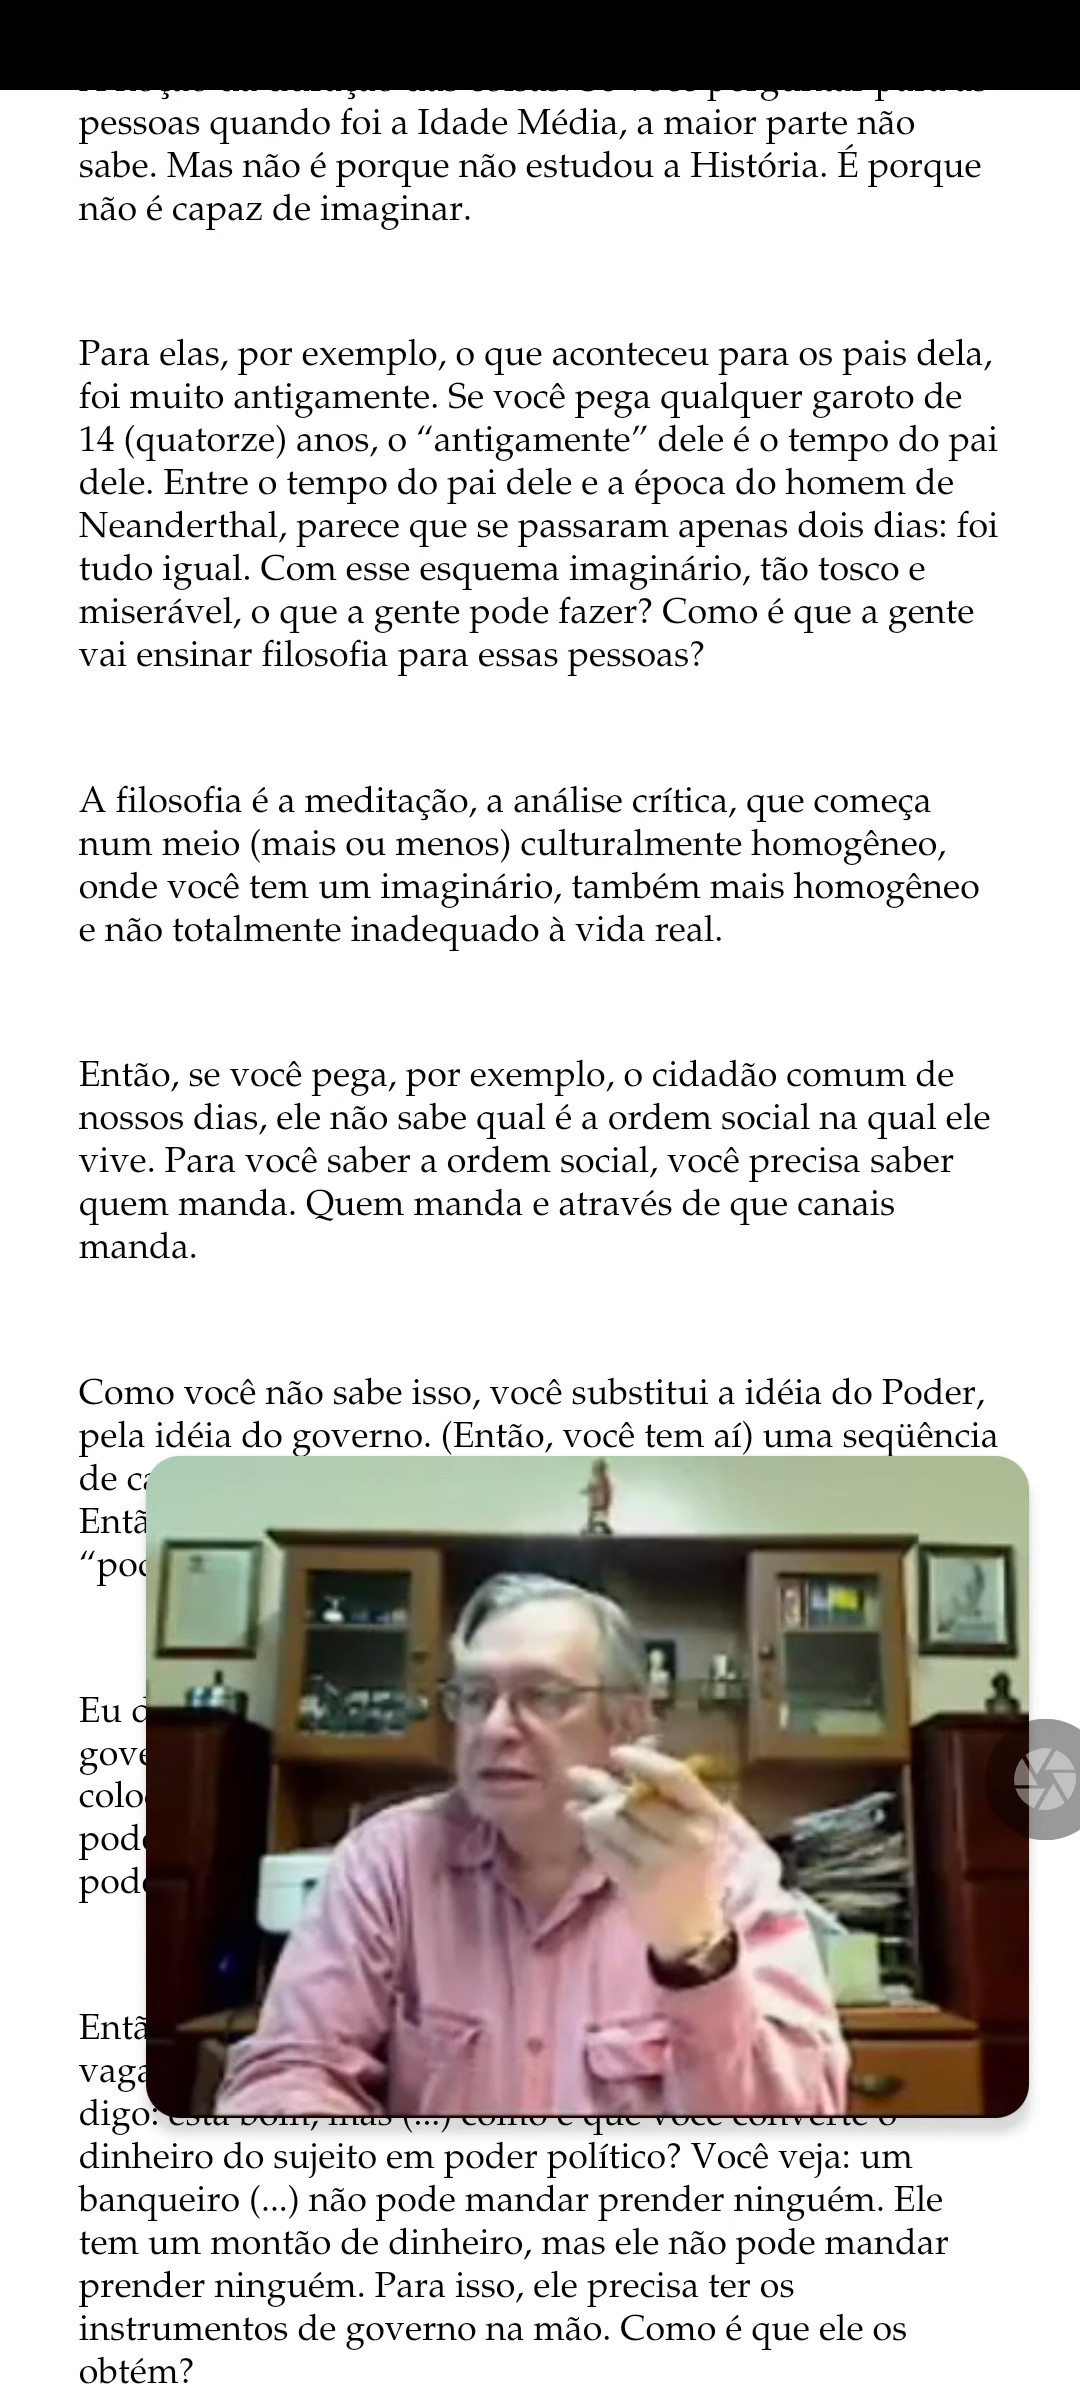 pessoas quando foi a Idade Média, a maior parte não
sabe. Mas não é porque não estudou a História. É porque
não é capaz de imaginar.
Para elas, por exemplo, o que aconteceu para os pais dela,
foi muito antigamente. Se você pega qualquer garoto de
14 (quatorze) anos, o “antigamente” dele é o tempo do pai
dele. Entre o tempo do pai dele e a época do homem de
Neanderthal, parece que se passaram apenas dois dias: foi
tudo igual. Com esse esquema imaginário, tão tosco e
miserável, o que a gente pode fazer? Como é que a gente
vai ensinar filosofia para essas pessoas?
A filosofia é a meditação, a análise crítica, que começa
num meio (mais ou menos) culturalmente homogêneo,
onde você tem um imaginário, também mais homogêneo
e não totalmente inadequado à vida real.
Então, se você pega, por exemplo, o cidadão comum de
nossos dias, ele não sabe qual é a ordem social na qual ele
vive. Para você saber a ordem social, você precisa saber
quem manda. Quem manda e através de que canais
manda.
Como você não sabe isso, você substitui a idéia do Poder,
pela idéia do governo. (Então, você tem aí) uma seqüência
de
Eu
digo: está bom, mas (...) como é que você converte o
dinheiro do sujeito em poder político? Você veja: um
banqueiro (...) não pode mandar prender ninguém. Ele
tem um montão de dinheiro, mas ele não pode mandar
prender ninguém. Para isso, ele precisa ter os
instrumentos de governo na mão. Como é que ele os
obtém?